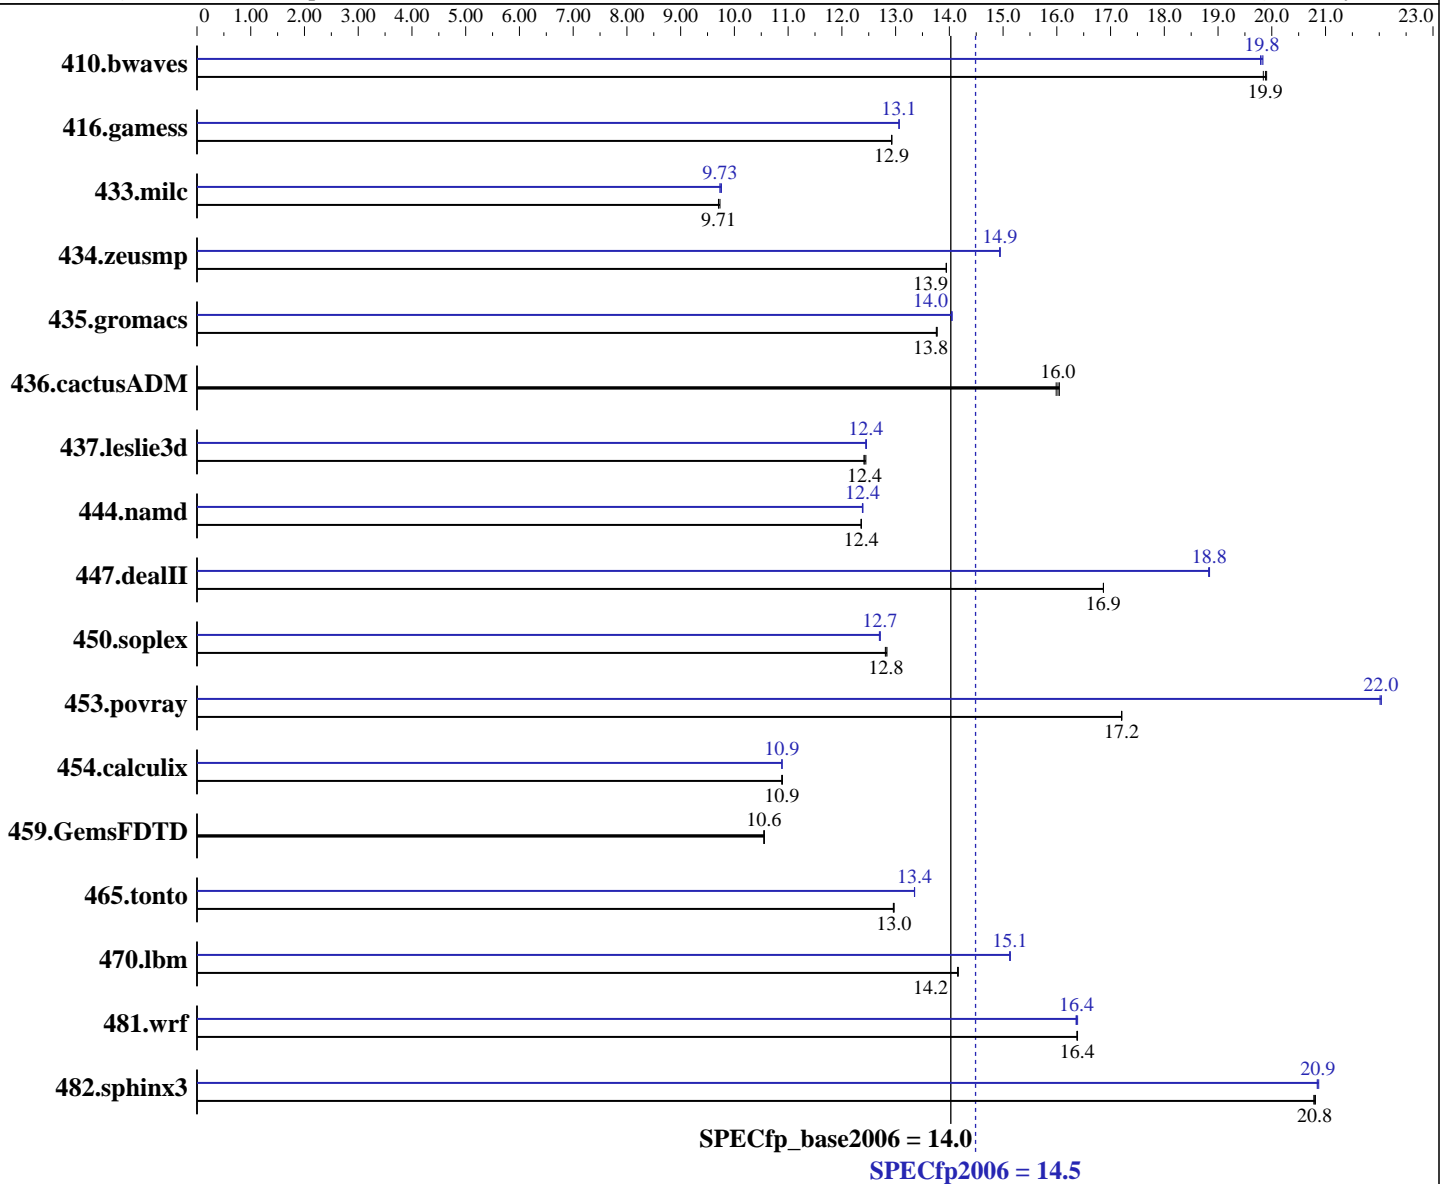 0 1.00 2.00 3.00 4.00 5.00 6.00 7.00 8.00 9.00 10.0 11.0 12.0 13.0 14.0 15.0 16.0 17.0 18.0 19.0 20.0 21.0 23.0
19.8
410.bwaves
19.9
13.1
416.gamess
12.9
9.73
433.milc
9.71
14.9
434.zeusmp
13.9
14.0
435.gromacs
13.8
16.0
436.cactusADM
12.4
437.leslie3d
12.4
12.4
444.namd
12.4
18.8
447.dealII
16.9
12.7
450.soplex
12.8
22.0
453.povray
17.2
10.9
454.calculix
10.9
10.6
459.GemsFDTD
13.4
465.tonto
13.0
15.1
470.lbm
14.2
16.4
481.wrf
16.4
20.9
482.sphinx3
20.8
SPECfp_base2006 = 14.0
SPECfp2006 = 14.5